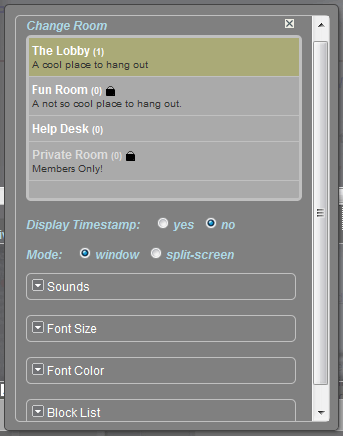 Change Room
The Lobby (1)
A cool place to hang out
Fun Room (0)
A not so cool place to hang out.
Help Desk (0)
Private Room (0)
Members Only!
Display Timestamp: yes no
Mode: window split-screen
Sounds
Font Size
Font Color
Block List